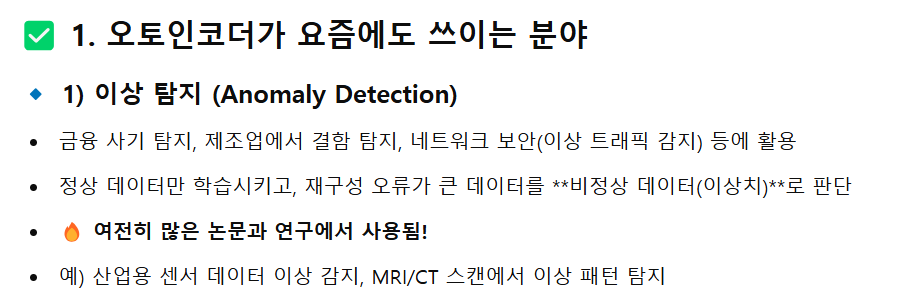 ✅ 1. 오토인코더가 요즘에도 쓰이는 분야
🔹 1) 이상 탐지 (Anomaly Detection)
• 금융 사기 탐지, 제조업에서 결함 탐지, 네트워크 보안(이상 트래픽 감지) 등에 활용
• 정상 데이터만 학습시키고, 재구성 오류가 큰 데이터를 **비정상 데이터(이상치)**로 판단
• 🔥 여전히 많은 논문과 연구에서 사용됨!
• 예) 산업용 센서 데이터 이상 감지, MRI/CT 스캔에서 이상 패턴 탐지